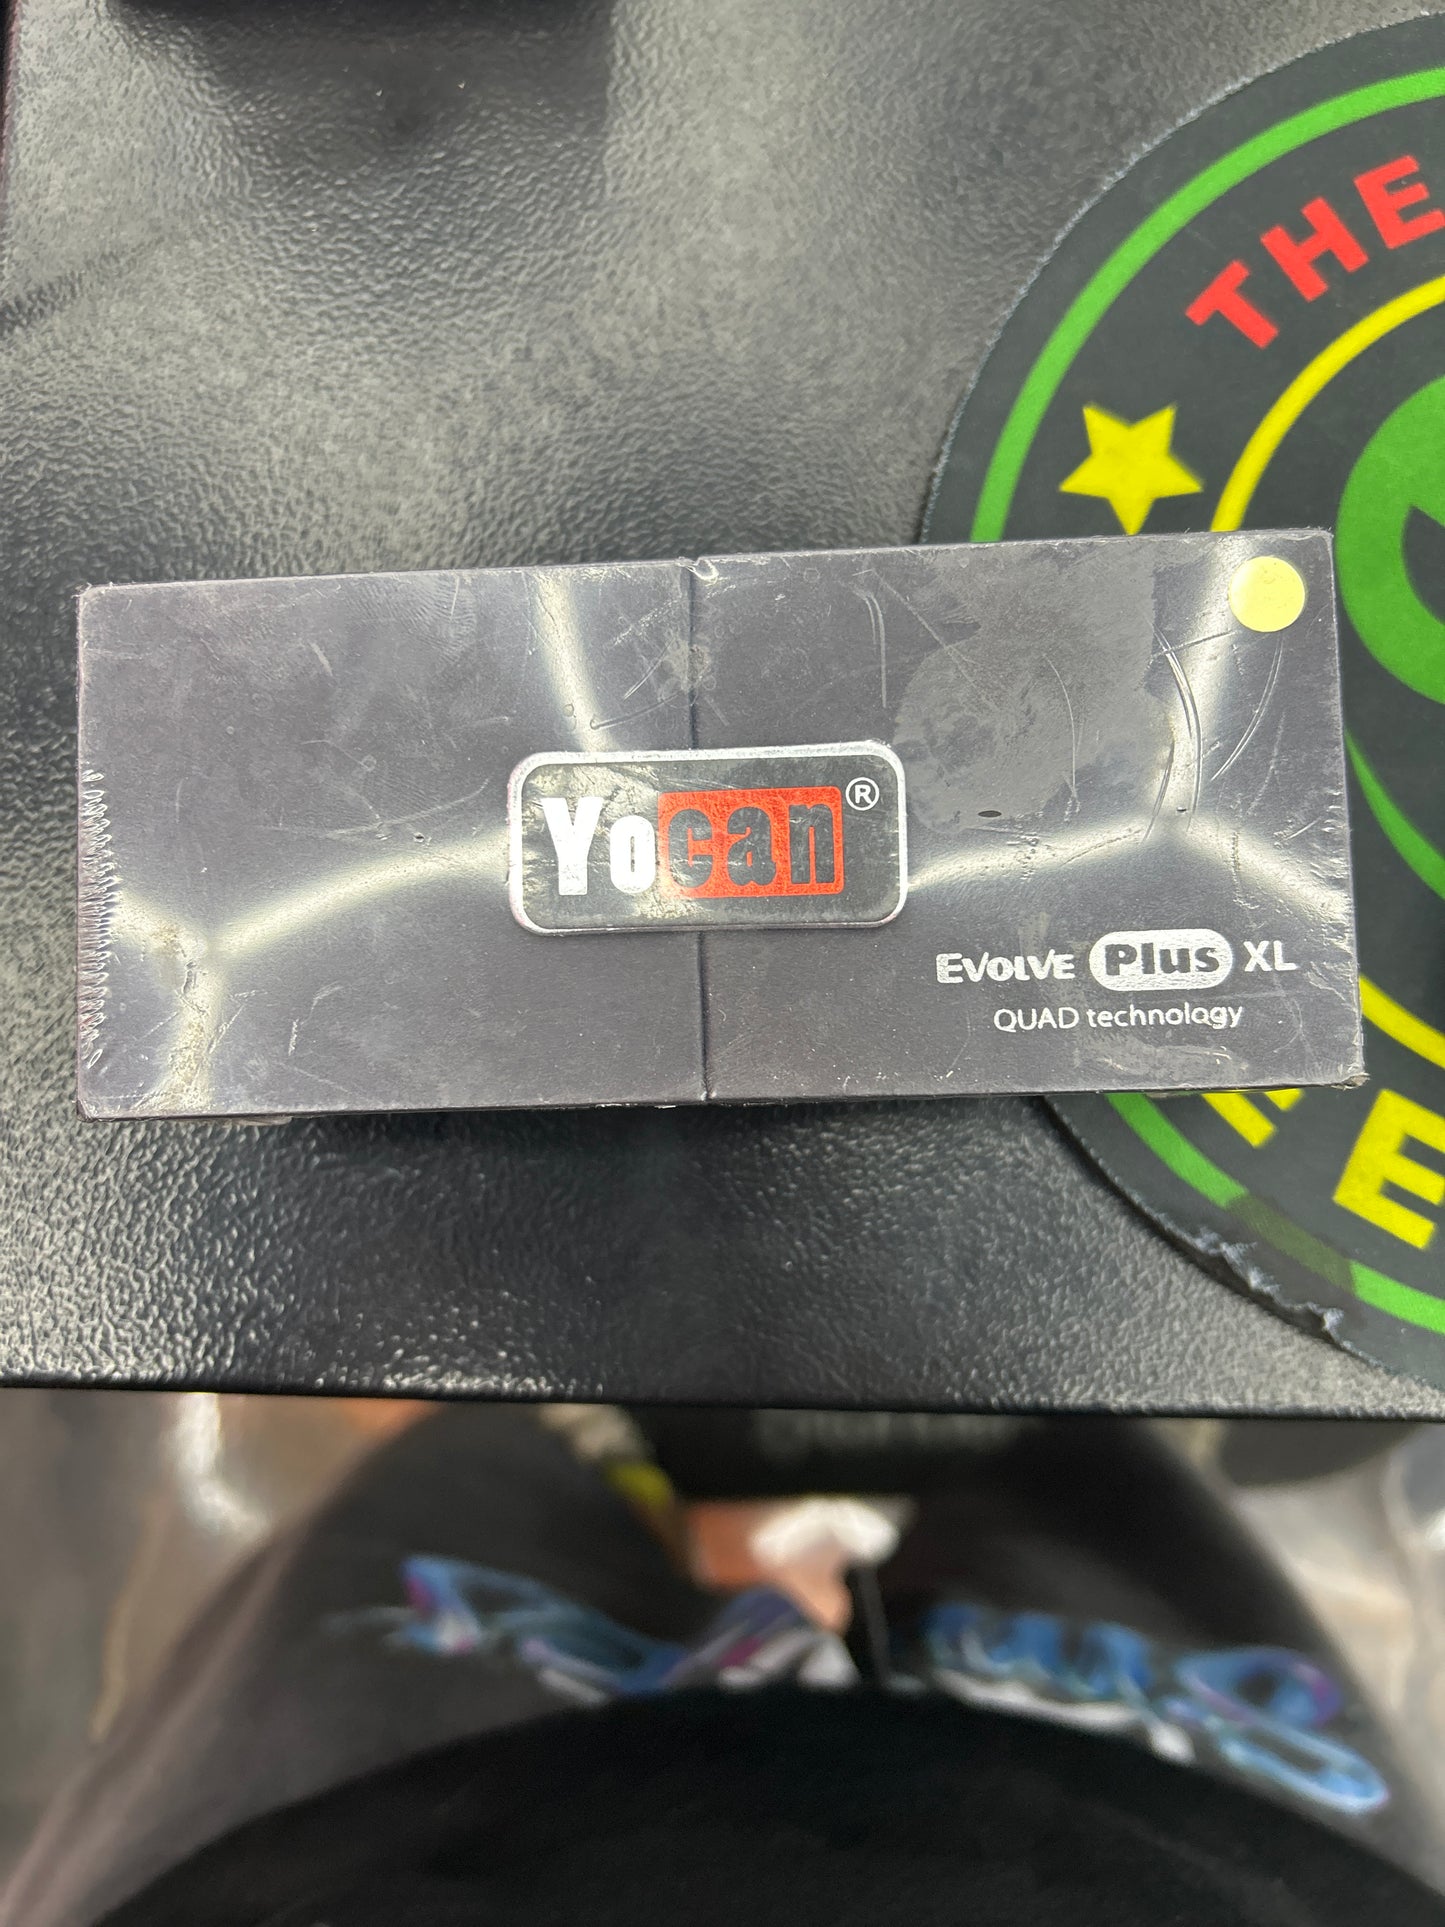 THE
Yocan®
EVOLVE Plus XL
QUAD technology
E